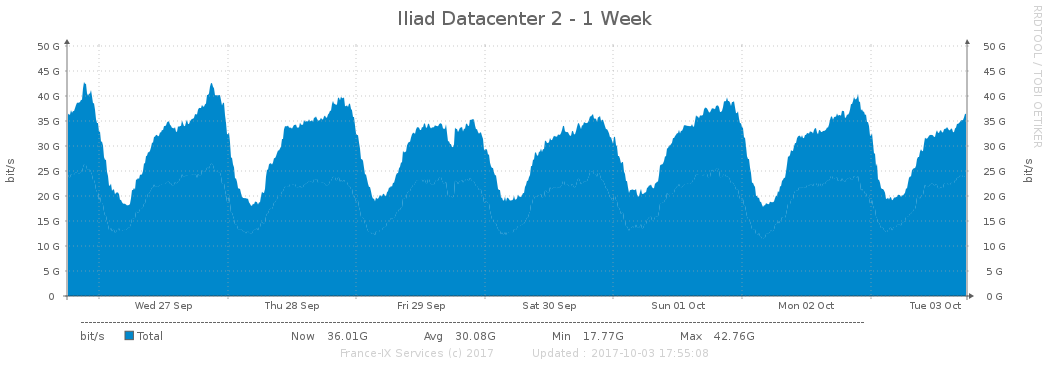 Iliad Datacenter 2 - 1 Week
RRDTOOL / TOBI OETIKER
50 G 50 G
45 G 45 G
40 G 40 G
35 G 35 G
30 G 30 G
25 G 25 G
20 G 20 G
15 G 15 G
10 G 10 G
5 G 5 G
0 0 G
bit/s bit/s
Wed 27 Sep Thu 28 Sep Fri 29 Sep Sat 30 Sep Sun 01 Oct Mon 02 Oct Tue 03 Oct
bit/s Total Now 36.01G Avg 30.08G Min 17.77G Max 42.76G
France-IX Services (c) 2017 Updated : 2017-10-03 17:55:08